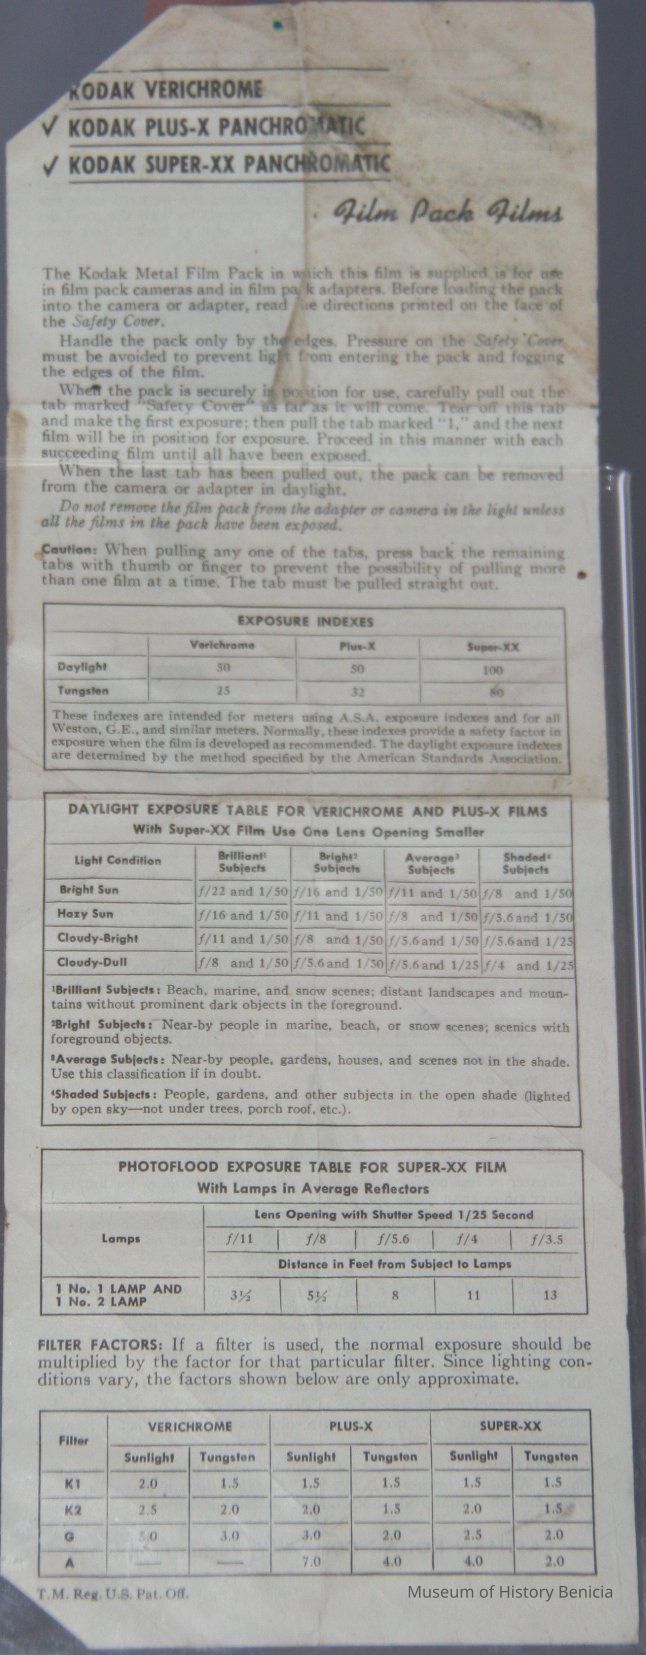 KODAK VERICHROME
✓ KODAK PLUS-X PANCHROMATIC
✓ KODAK SUPER-XX PANCHROMATIC
Film Pack Films
The Kodak Metal Film Pack in which this film is supplied is for use
in film pack cameras and in film pack adapters. Before loading the pack
into the camera or adapter, read the directions printed on the face of
the Safety Cover.
Handle the pack only by the edges. Pressure on the Safety Cover
must be avoided to prevent light from entering the pack and fogging
the edges of the film.
When the pack is securely in position for use, carefully pull out the
tab marked "Safety Cover" as far as it will come. Tear off this tab
and make the first exposure; then pull the tab marked "1," and the next
film will be in position for exposure. Proceed in this manner with each
succeeding film until all have been exposed.
When the last tab has been pulled out, the pack can be removed
from the camera or adapter in daylight.
Do not remove the film pack from the adapter or camera in the light unless
all the films in the pack have been exposed.
Caution: When pulling any one of the tabs, press back the remaining
tabs with thumb or finger to prevent the possibility of pulling more
than one film at a time. The tab must be pulled straight out.
EXPOSURE INDEXES
Verichrome Plus-X Super-XX
Daylight 50 50 100
Tungsten 25 32 80
These indexes are intended for meters using A.S.A. exposure indexes and for all
Weston, G.E., and similar meters. Normally, these indexes provide a safety factor in
exposure when the film is developed as recommended. The daylight exposure indexes
are determined by the method specified by the American Standards Association.
DAYLIGHT EXPOSURE TABLE FOR VERICHROME AND PLUS-X FILMS
With Super-XX Film Use One Lens Opening Smaller
Light Condition Brilliant¹ Subjects Bright² Subjects Average³ Subjects Shaded⁴ Subjects
Bright Sun f/22 and 1/50 f/16 and 1/50 f/11 and 1/50 f/8 and 1/50
Hazy Sun f/16 and 1/50 f/11 and 1/50 f/8 and 1/50 f/5.6 and 1/50
Cloudy-Bright f/11 and 1/50 f/8 and 1/50 f/5.6 and 1/50 f/5.6 and 1/25
Cloudy-Dull f/8 and 1/50 f/5.6 and 1/50 f/5.6 and 1/25 f/4 and 1/25
¹Brilliant Subjects: Beach, marine, and snow scenes; distant landscapes and moun-
tains without prominent dark objects in the foreground.
²Bright Subjects: Near-by people in marine, beach, or snow scenes; scenics with
foreground objects.
³Average Subjects: Near-by people, gardens, houses, and scenes not in the shade.
Use this classification if in doubt.
⁴Shaded Subjects: People, gardens, and other subjects in the open shade (lighted
by open sky—not under trees, porch roof, etc.).
PHOTOFLOOD EXPOSURE TABLE FOR SUPER-XX FILM
With Lamps in Average Reflectors
Lens Opening with Shutter Speed 1/25 Second
Lamps f/11 f/8 f/5.6 f/4 f/3.5
Distance in Feet from Subject to Lamps
1 No. 1 LAMP AND
1 No. 2 LAMP 3½ 5½ 8 11 13
FILTER FACTORS: If a filter is used, the normal exposure should be
multiplied by the factor for that particular filter. Since lighting con-
ditions vary, the factors shown below are only approximate.
Filter VERICHROME PLUS-X SUPER-XX
Sunlight Tungsten Sunlight Tungsten Sunlight Tungsten
K1 2.0 1.5 1.5 1.5 1.5 1.5
K2 2.5 2.0 2.0 1.5 2.0 1.5
G 5.0 3.0 3.0 2.0 2.5 2.0
A — — 7.0 4.0 4.0 2.0
T.M. Reg. U.S. Pat. Off.
Museum of History Benicia